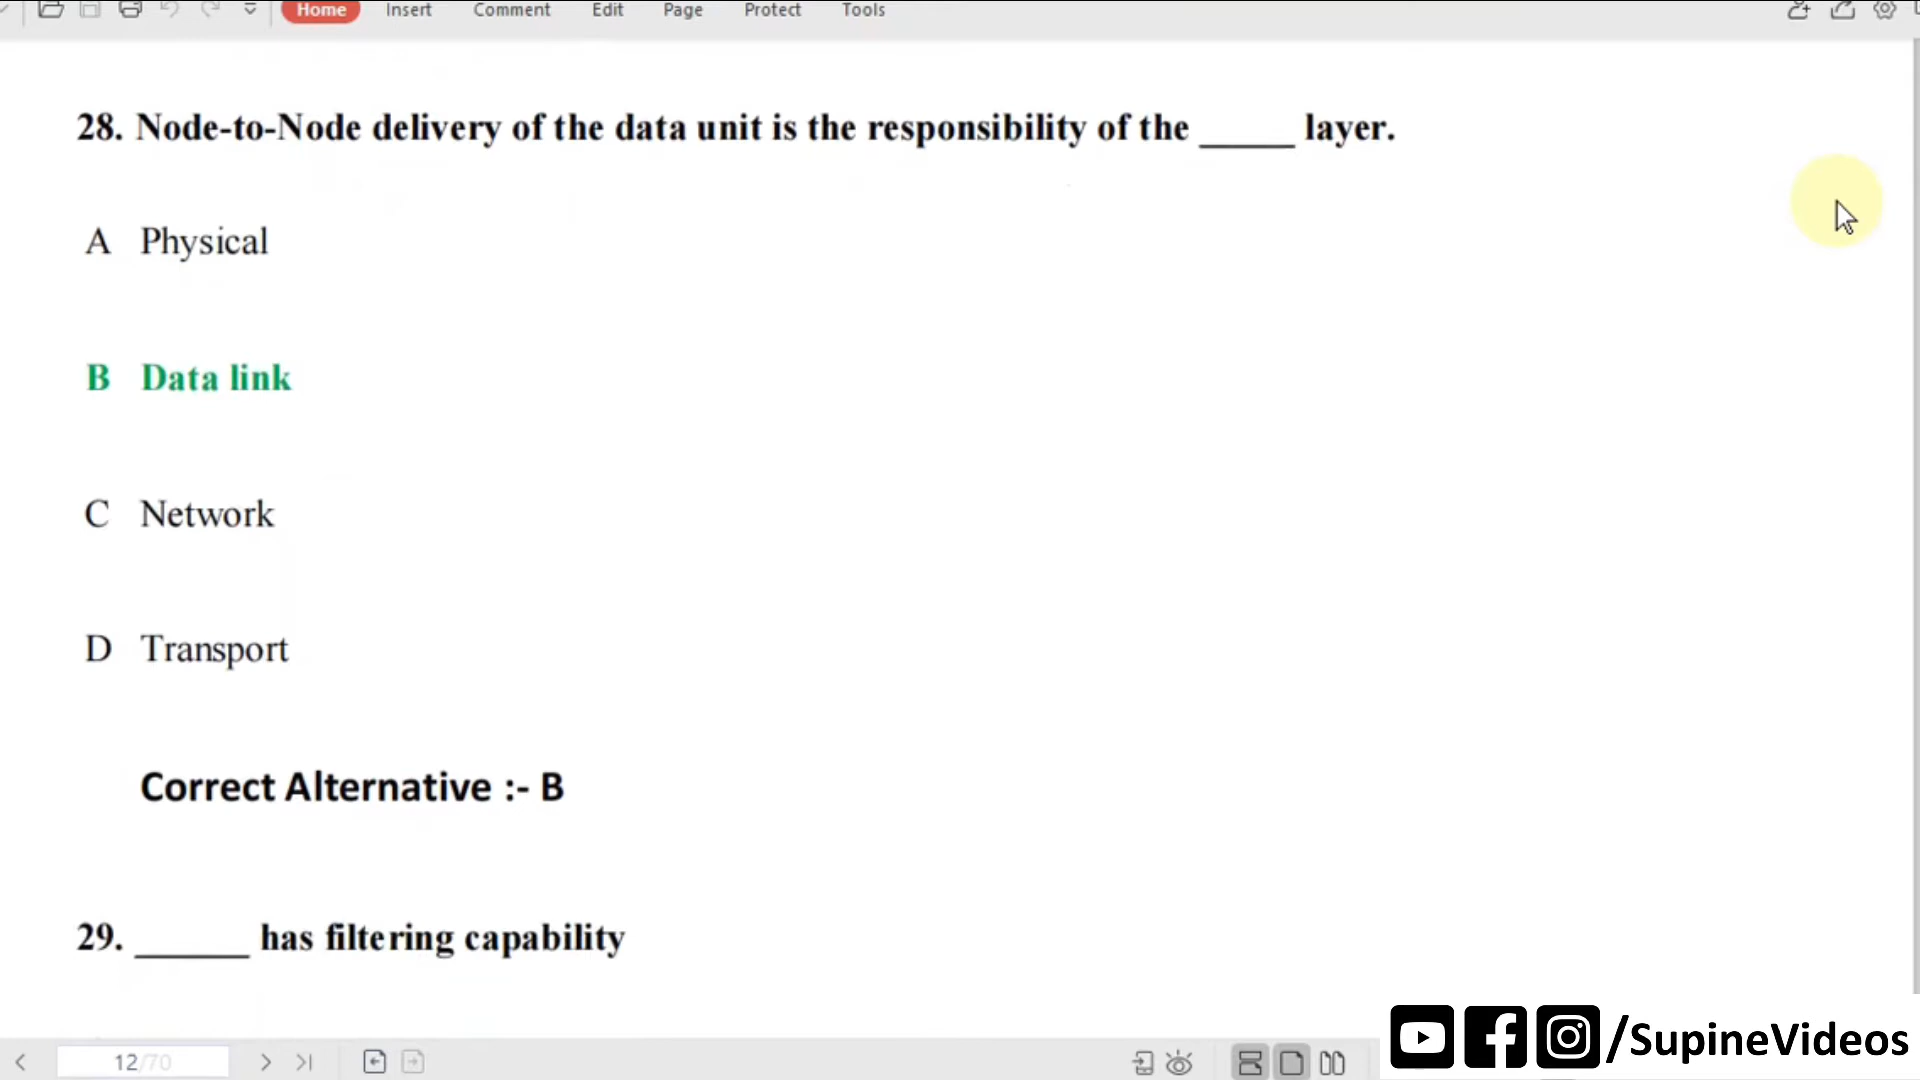 Home Insert Comment Edit Page Protect Tools
28. Node-to-Node delivery of the data unit is the responsibility of the _____ layer.
A Physical
B Data link
C Network
D Transport
Correct Alternative :- B
29. ______ has filtering capability
12/70
/SupineVideos